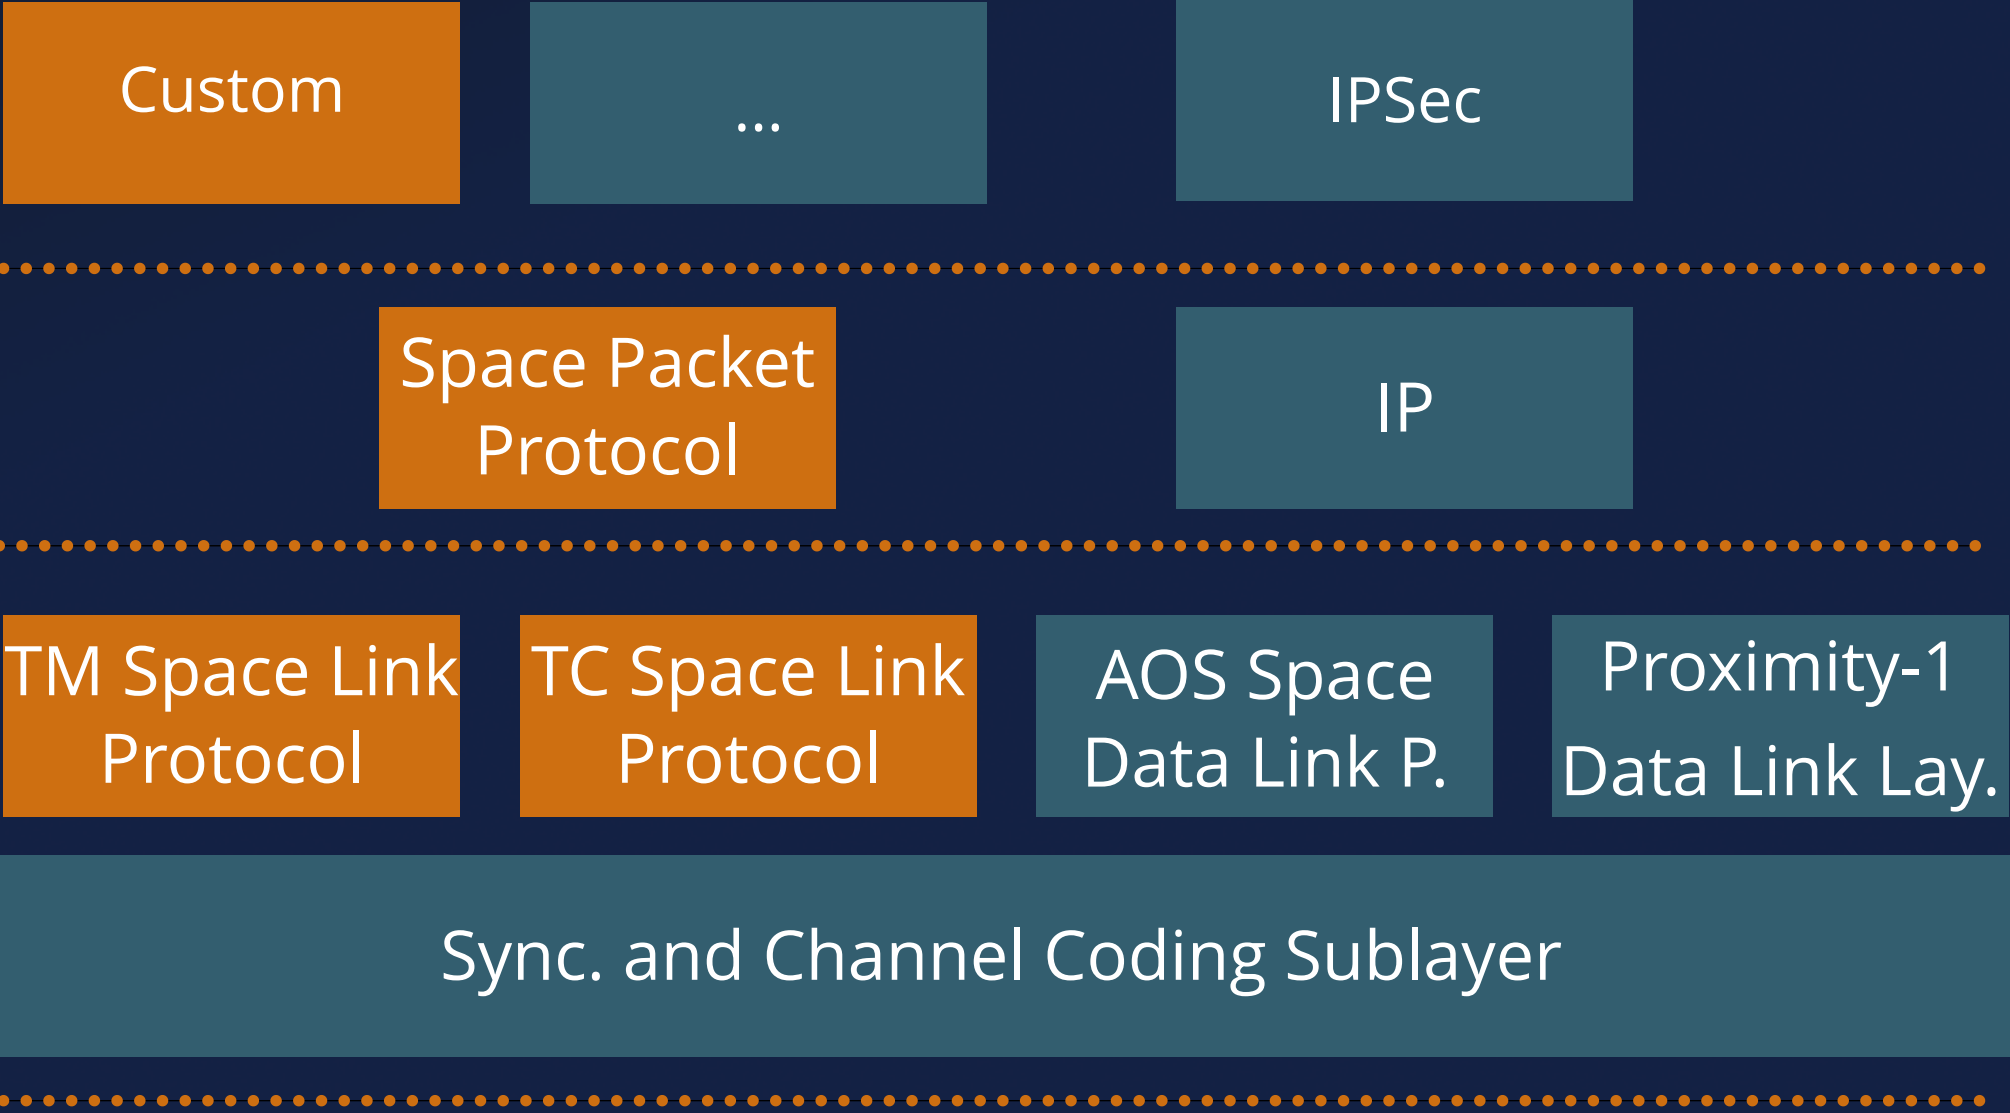 Custom
...
IPSec
Space Packet
Protocol
IP
TM Space Link
Protocol
TC Space Link
Protocol
AOS Space
Data Link P.
Proximity-1
Data Link Lay.
Sync. and Channel Coding Sublayer